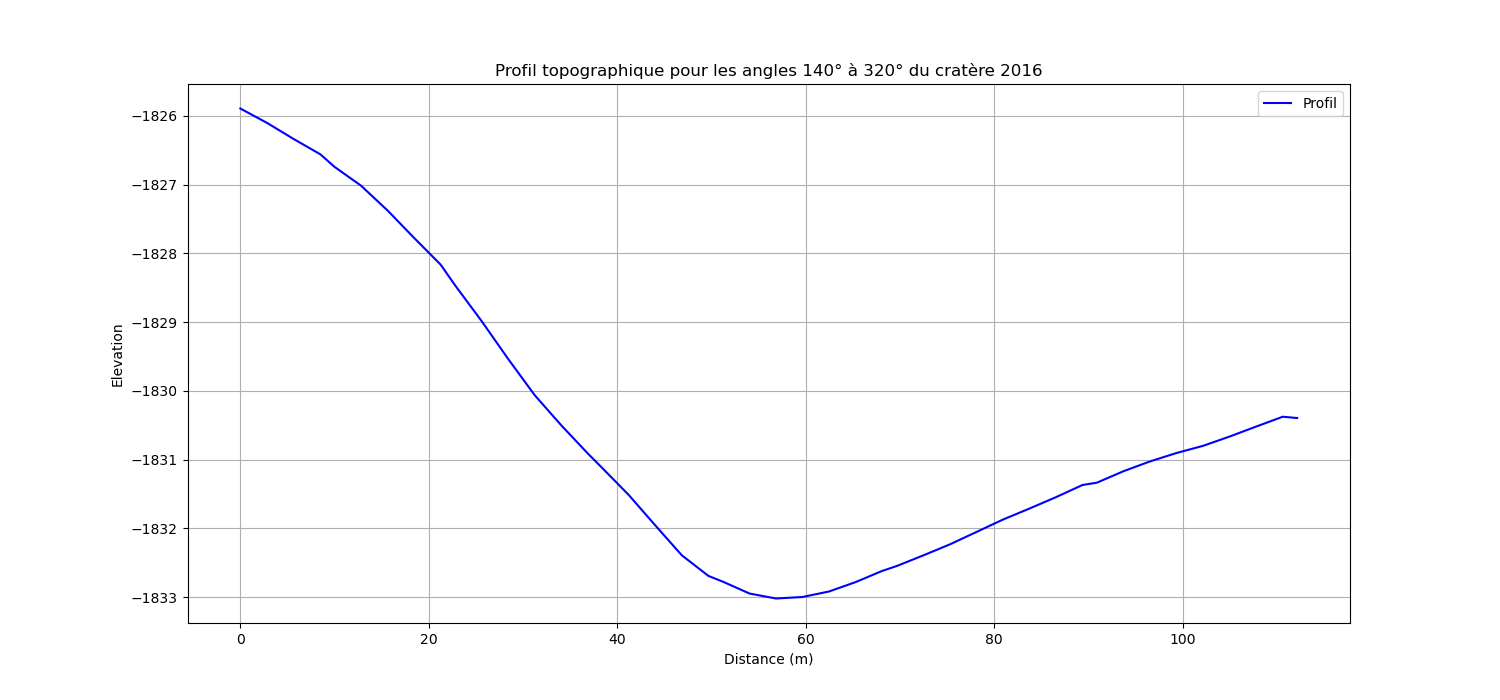 Profil topographique pour les angles 140° à 320° du cratère 2016
Profil
Elevation
−1826
−1827
−1828
−1829
−1830
−1831
−1832
−1833
0 20 40 60 80 100
Distance (m)